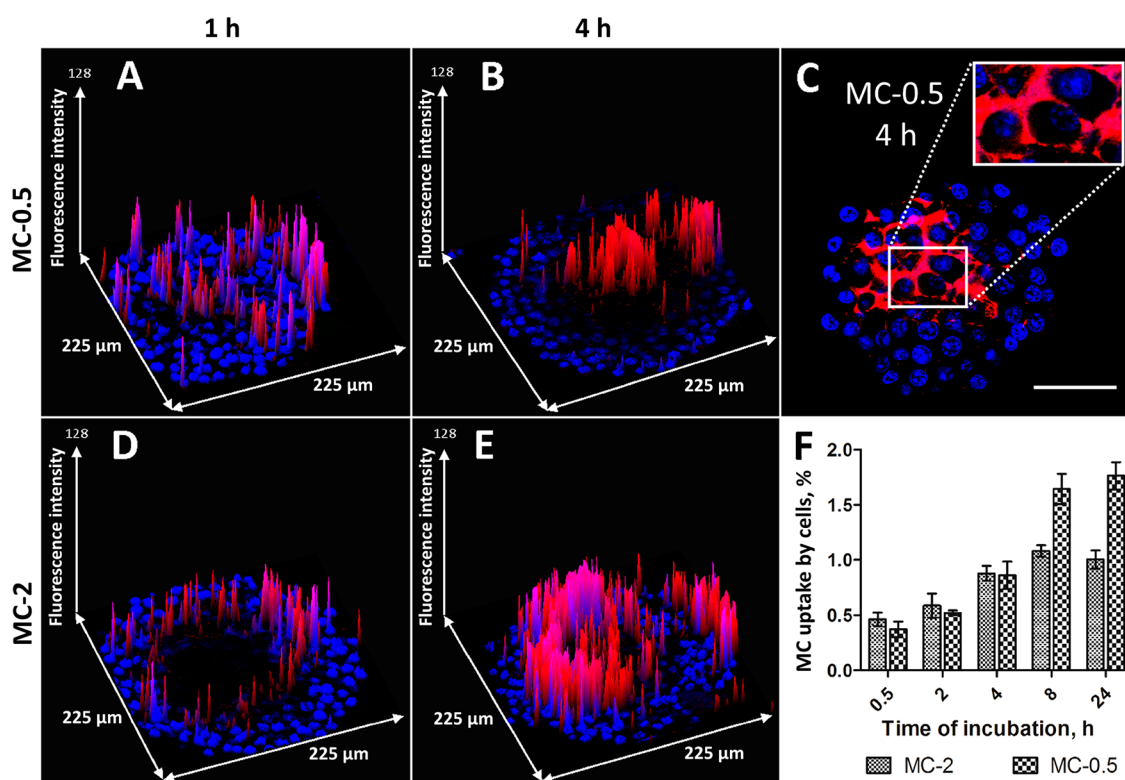 1 h
4 h
MC-0.5
A
128
Fluorescence intensity
225 µm
225 µm
B
128
Fluorescence intensity
225 µm
225 µm
C
MC-0.5
4 h
MC-2
D
128
Fluorescence intensity
225 µm
225 µm
E
128
Fluorescence intensity
225 µm
225 µm
F
MC uptake by cells, %
2.0
1.5
1.0
0.5
0.0
0.5
2
4
8
24
Time of incubation, h
MC-2
MC-0.5